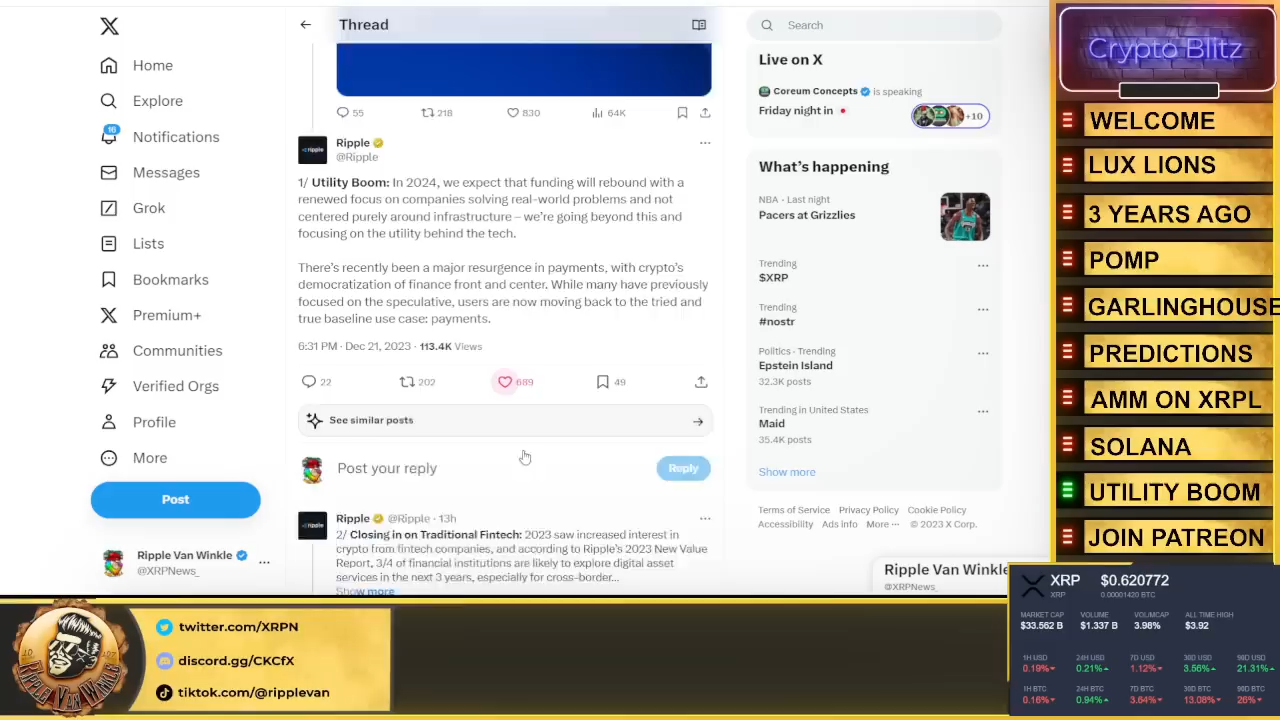 Thread
Search
Home
Explore
16
Notifications
Messages
Grok
Lists
Bookmarks
Premium+
Communities
Verified Orgs
Profile
More
Post
Ripple Van Winkle
@XRPNews_
55
218
830
64K
ripple
Ripple
@Ripple
1/ Utility Boom: In 2024, we expect that funding will rebound with a
renewed focus on companies solving real-world problems and not
centered purely around infrastructure – we're going beyond this and
focusing on the utility behind the tech.
There's recently been a major resurgence in payments, with crypto's
democratization of finance front and center. While many have previously
focused on the speculative, users are now moving back to the tried and
true baseline use case: payments.
6:31 PM · Dec 21, 2023 · 113.4K Views
22
202
689
49
See similar posts
Post your reply
Reply
ripple
Ripple @Ripple · 13h
2/ Closing in on Traditional Fintech: 2023 saw increased interest in
crypto from fintech companies, and according to Ripple's 2023 New Value
Report, 3/4 of financial institutions are likely to explore digital asset
services in the next 3 years, especially for cross-border...
Show more
Live on X
Coreum Concepts is speaking
Friday night in
+10
What's happening
NBA · Last night
Pacers at Grizzlies
Trending
$XRP
Trending
#nostr
Politics · Trending
Epstein Island
32.3K posts
Trending in United States
Maid
35.4K posts
Show more
Terms of Service Privacy Policy Cookie Policy
Accessibility Ads info More ··· © 2023 X Corp.
Ripple Van Winkle
@XRPNews_
Crypto Blitz
WELCOME
LUX LIONS
3 YEARS AGO
POMP
GARLINGHOUSE
PREDICTIONS
AMM ON XRPL
SOLANA
UTILITY BOOM
JOIN PATREON
XRP $0.620772
XRP 0.00001420 BTC
MARKET CAP VOLUME VOL/MCAP ALL TIME HIGH
$33.562 B $1.337 B 3.98% $3.92
1H USD 24H USD 7D USD 30D USD 90D USD
0.19% 0.21% 1.12% 3.56% 21.31%
1H BTC 24H BTC 7D BTC 30D BTC 90D BTC
0.16% 0.94% 3.64% 13.08% 26%
RIPPLE VAN WINKLE
twitter.com/XRPN
discord.gg/CKCfX
tiktok.com/@ripplevan